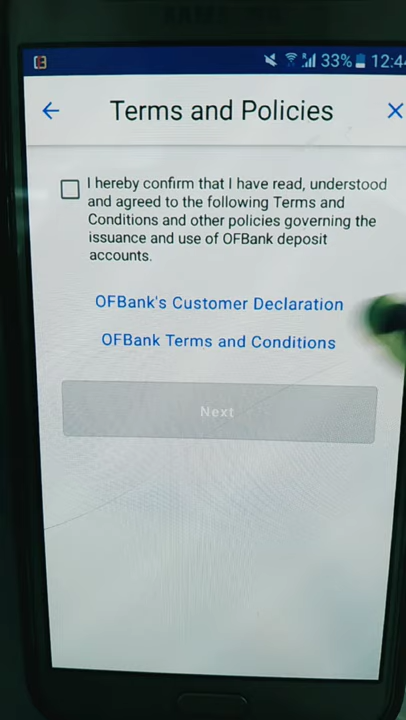 33% 12:44
Terms and Policies
I hereby confirm that I have read, understood
and agreed to the following Terms and
Conditions and other policies governing the
issuance and use of OFBank deposit
accounts.
OFBank's Customer Declaration
OFBank Terms and Conditions
Next